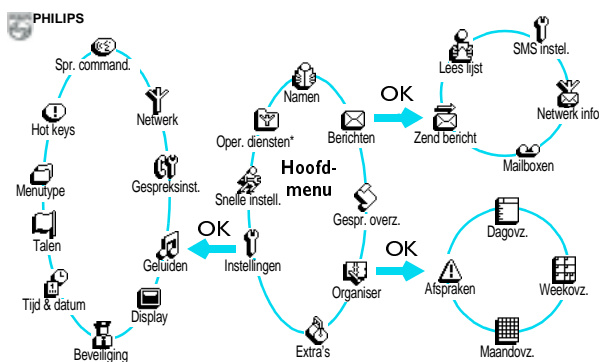 PHILIPS
Spr. command.
Netwerk
Gespreksinst.
Geluiden
Display
Beveiliging
Tijd & datum
Talen
Menutype
Hot keys
OK
Hoofd-
menu
Namen
Berichten
Gespr. overz.
Organiser
Extra's
Instellingen
Snelle instell.
Oper. diensten*
OK
SMS instel.
Netwerk info
Mailboxen
Zend bericht
Lees lijst
OK
Dagovz.
Weekovz.
Maandovz.
Afspraken